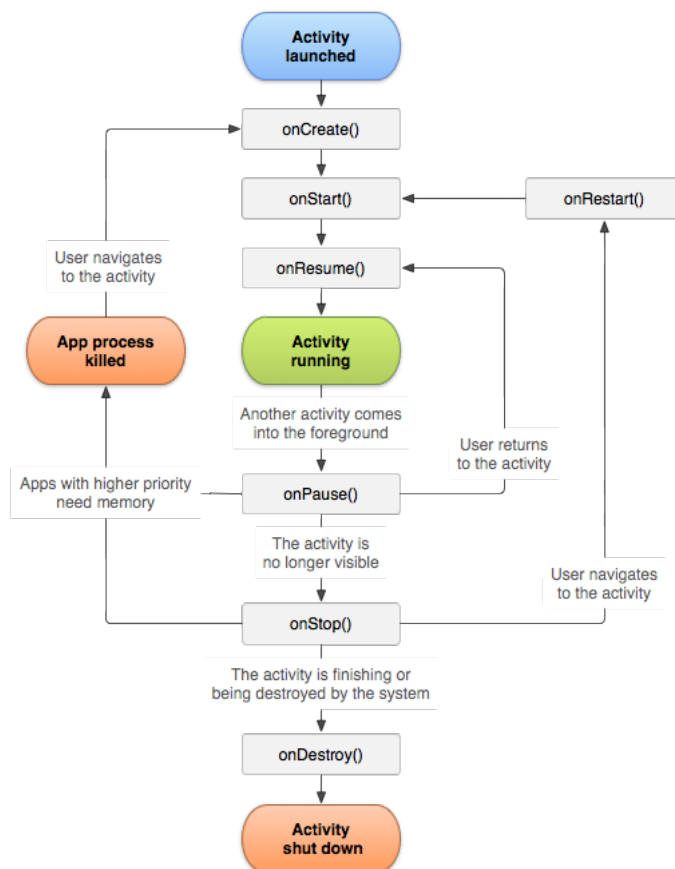 Activity
launched
onCreate()
onStart()
onRestart()
User navigates
to the activity
onResume()
App process
killed
Activity
running
Another activity comes
into the foreground
User returns
to the activity
Apps with higher priority
need memory
onPause()
The activity is
no longer visible
User navigates
to the activity
onStop()
The activity is finishing or
being destroyed by the system
onDestroy()
Activity
shut down